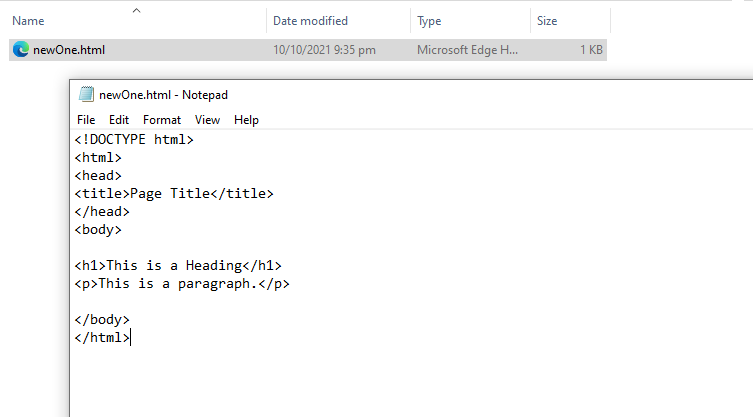 Name Date modified Type Size
newOne.html 10/10/2021 9:35 pm Microsoft Edge H... 1 KB
newOne.html - Notepad
File Edit Format View Help
<!DOCTYPE html>
<html>
<head>
<title>Page Title</title>
</head>
<body>
<h1>This is a Heading</h1>
<p>This is a paragraph.</p>
</body>
</html>